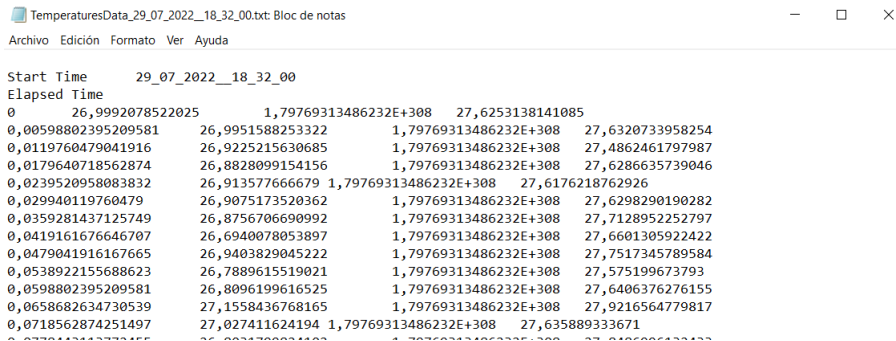 TemperaturesData_29_07_2022__18_32_00.txt: Bloc de notas
Archivo Edición Formato Ver Ayuda
Start Time 29_07_2022__18_32_00
Elapsed Time
0 26,9992078522025 1,79769313486232E+308 27,6253138141085
0,00598802395209581 26,9951588253322 1,79769313486232E+308 27,6320733958254
0,0119760479041916 26,9225215630685 1,79769313486232E+308 27,4862461797987
0,0179640718562874 26,8828099154156 1,79769313486232E+308 27,6286635739046
0,0239520958083832 26,913577666679 1,79769313486232E+308 27,6176218762926
0,029940119760479 26,9075173520362 1,79769313486232E+308 27,6298290190282
0,0359281437125749 26,8756706690992 1,79769313486232E+308 27,7128952252797
0,0419161676646707 26,6940078053897 1,79769313486232E+308 27,6601305922422
0,0479041916167665 26,9403829045222 1,79769313486232E+308 27,7517345789584
0,0538922155688623 26,7889615519021 1,79769313486232E+308 27,575199673793
0,0598802395209581 26,8096199616525 1,79769313486232E+308 27,6406376276155
0,0658682634730539 27,1558436768165 1,79769313486232E+308 27,9216564779817
0,0718562874251497 27,027411624194 1,79769313486232E+308 27,635889333671